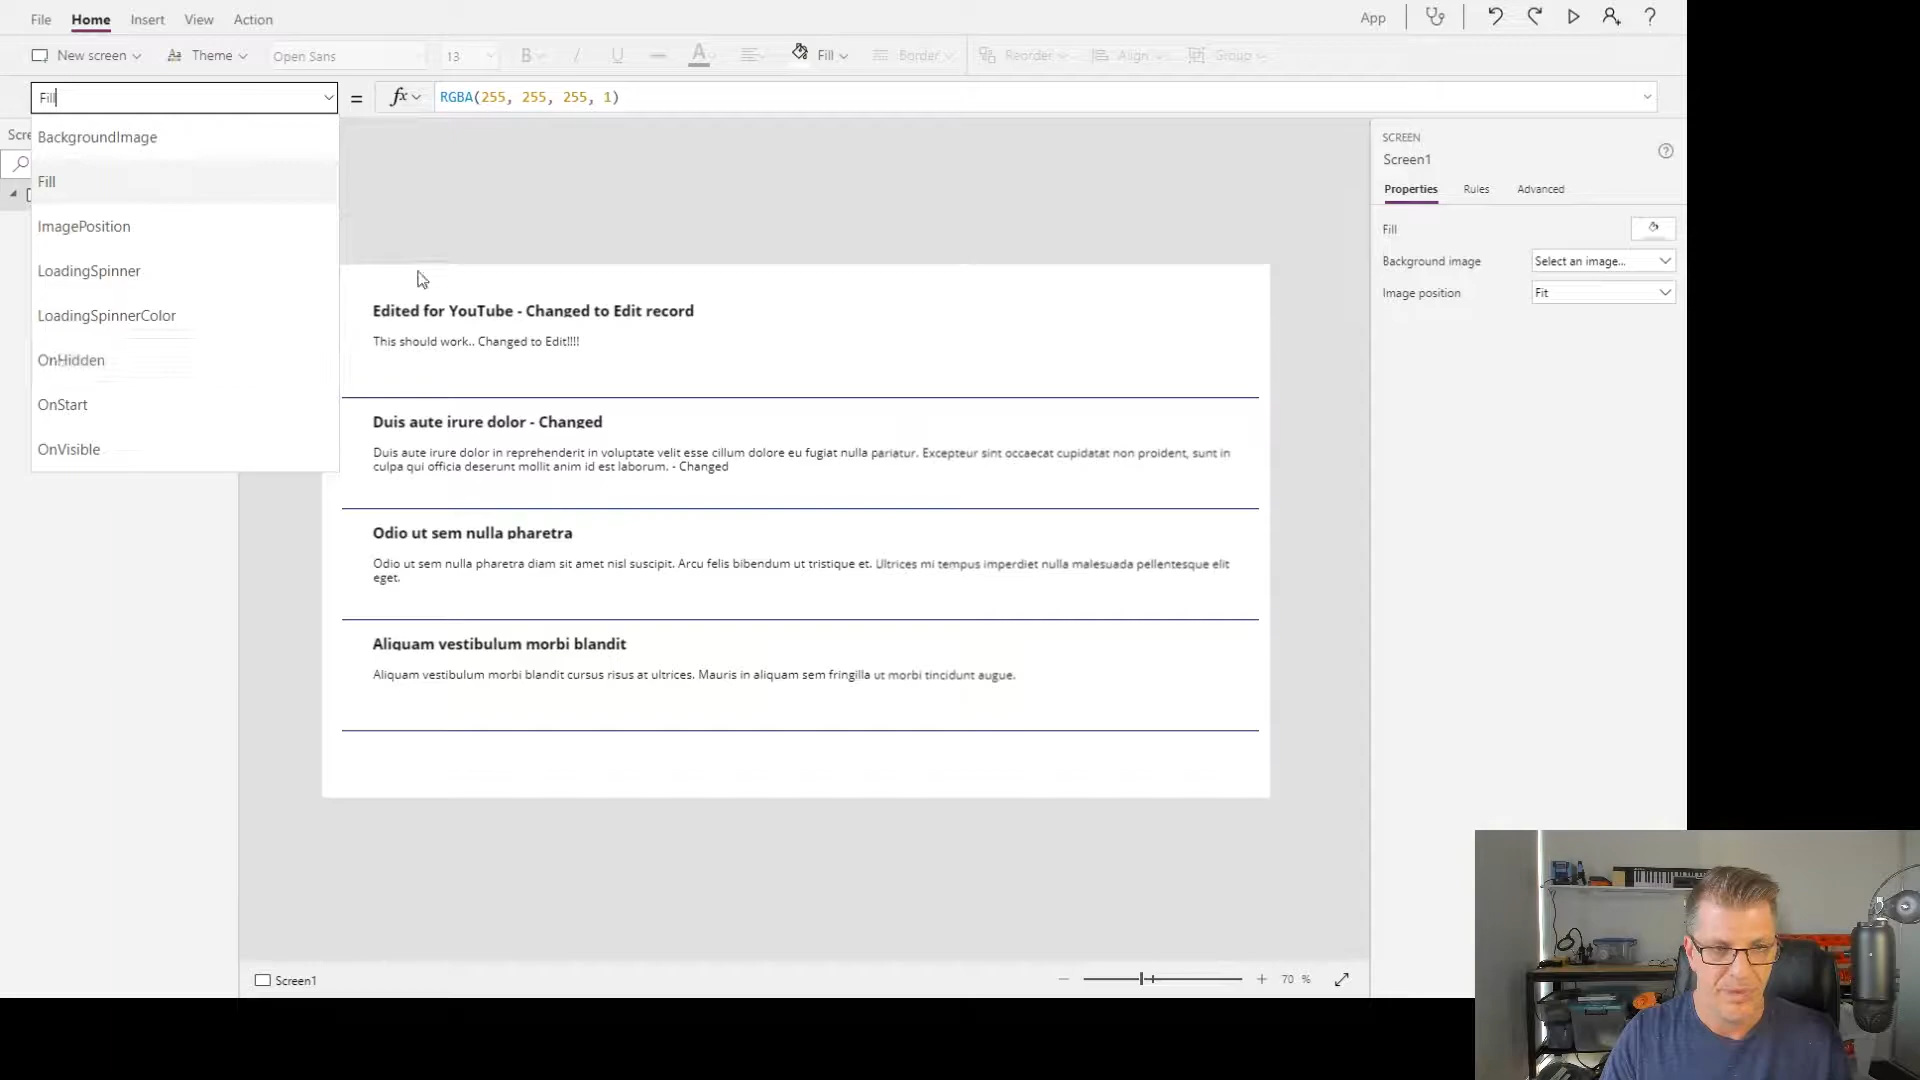 File Home Insert View Action App
New screen Theme Open Sans 13 B I U A Fill Border Reorder Align Group
Fill = fx RGBA(255, 255, 255, 1)
Scre
BackgroundImage
Fill
ImagePosition
LoadingSpinner
LoadingSpinnerColor
OnHidden
OnStart
OnVisible
Edited for YouTube - Changed to Edit record
This should work.. Changed to Edit!!!!
Duis aute irure dolor - Changed
Duis aute irure dolor in reprehenderit in voluptate velit esse cillum dolore eu fugiat nulla pariatur. Excepteur sint occaecat cupidatat non proident, sunt in
culpa qui officia deserunt mollit anim id est laborum. - Changed
Odio ut sem nulla pharetra
Odio ut sem nulla pharetra diam sit amet nisl suscipit. Arcu felis bibendum ut tristique et. Ultrices mi tempus imperdiet nulla malesuada pellentesque elit
eget.
Aliquam vestibulum morbi blandit
Aliquam vestibulum morbi blandit cursus risus at ultrices. Mauris in aliquam sem fringilla ut morbi tincidunt augue.
SCREEN
Screen1
Properties Rules Advanced
Fill
Background image Select an image...
Image position Fit
Screen1 70 %